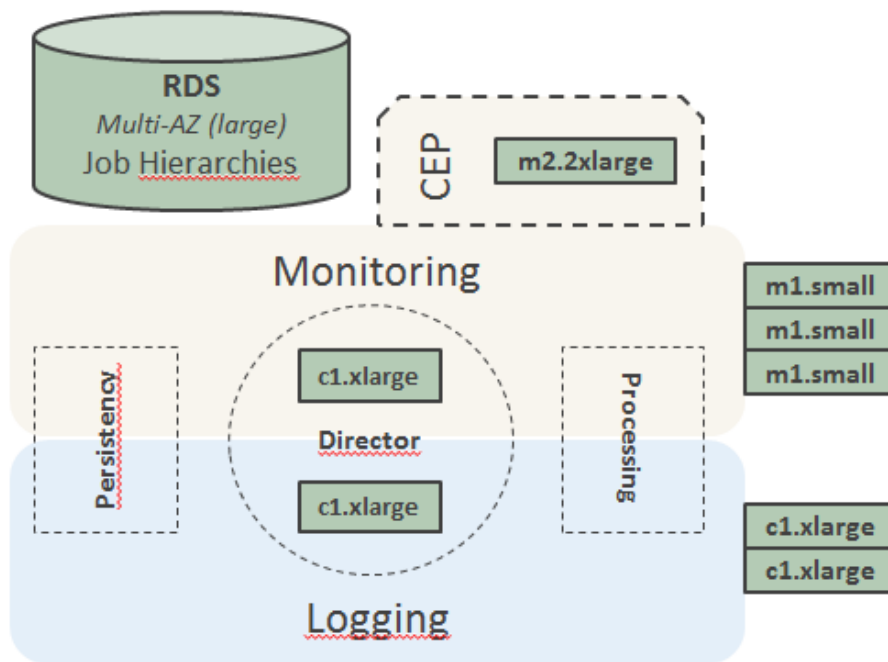 RDS
Multi-AZ (large)
Job Hierarchies
CEP
m2.2xlarge
Monitoring
m1.small
m1.small
m1.small
Persistency
c1.xlarge
Director
c1.xlarge
Processing
c1.xlarge
c1.xlarge
Logging